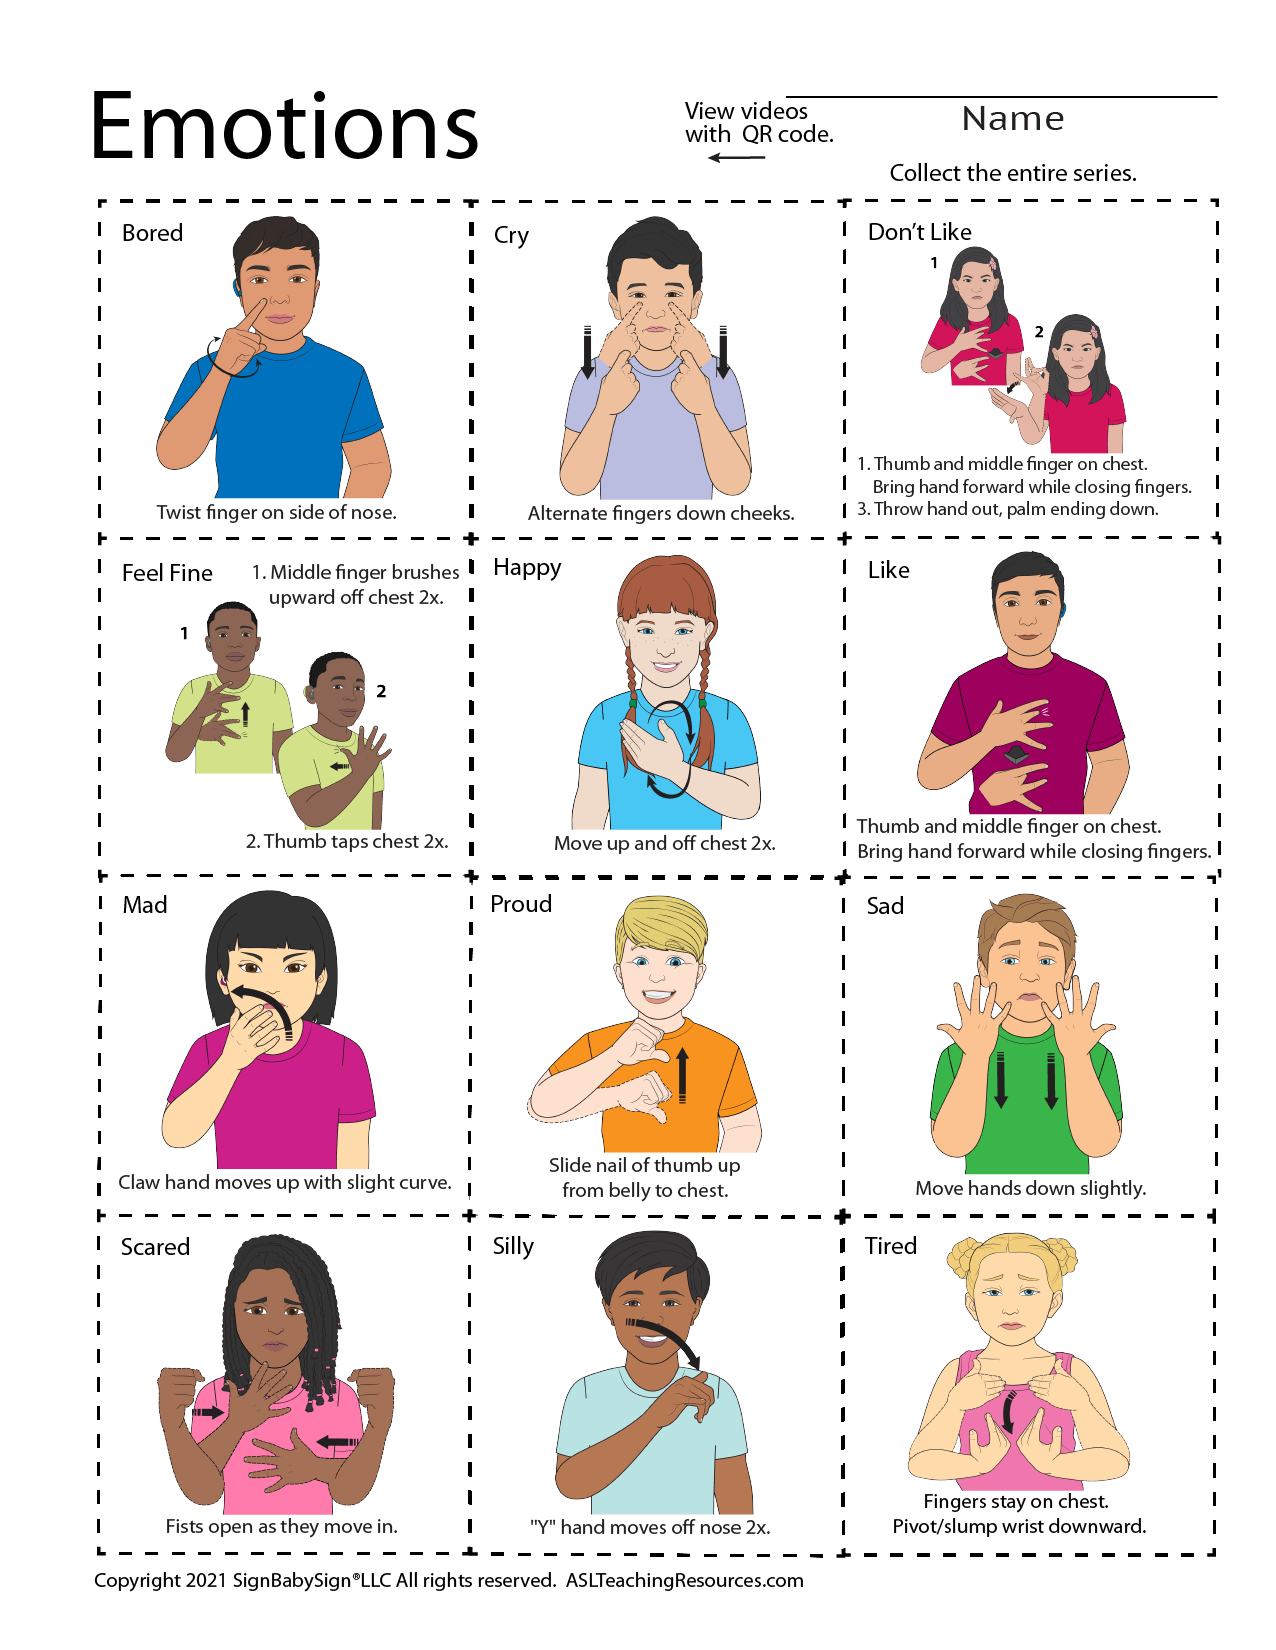 Emotions
View videos
with QR code.
Name
Collect the entire series.
Bored
Twist finger on side of nose.
Cry
Alternate fingers down cheeks.
Don't Like
1
2
1. Thumb and middle finger on chest.
Bring hand forward while closing fingers.
3. Throw hand out, palm ending down.
Feel Fine
1. Middle finger brushes
upward off chest 2x.
1
2
2. Thumb taps chest 2x.
Happy
Move up and off chest 2x.
Like
Thumb and middle finger on chest.
Bring hand forward while closing fingers.
Mad
Claw hand moves up with slight curve.
Proud
Slide nail of thumb up
from belly to chest.
Sad
Move hands down slightly.
Scared
Fists open as they move in.
Silly
"Y" hand moves off nose 2x.
Tired
Fingers stay on chest.
Pivot/slump wrist downward.
Copyright 2021 SignBabySign®LLC All rights reserved. ASLTeachingResources.com